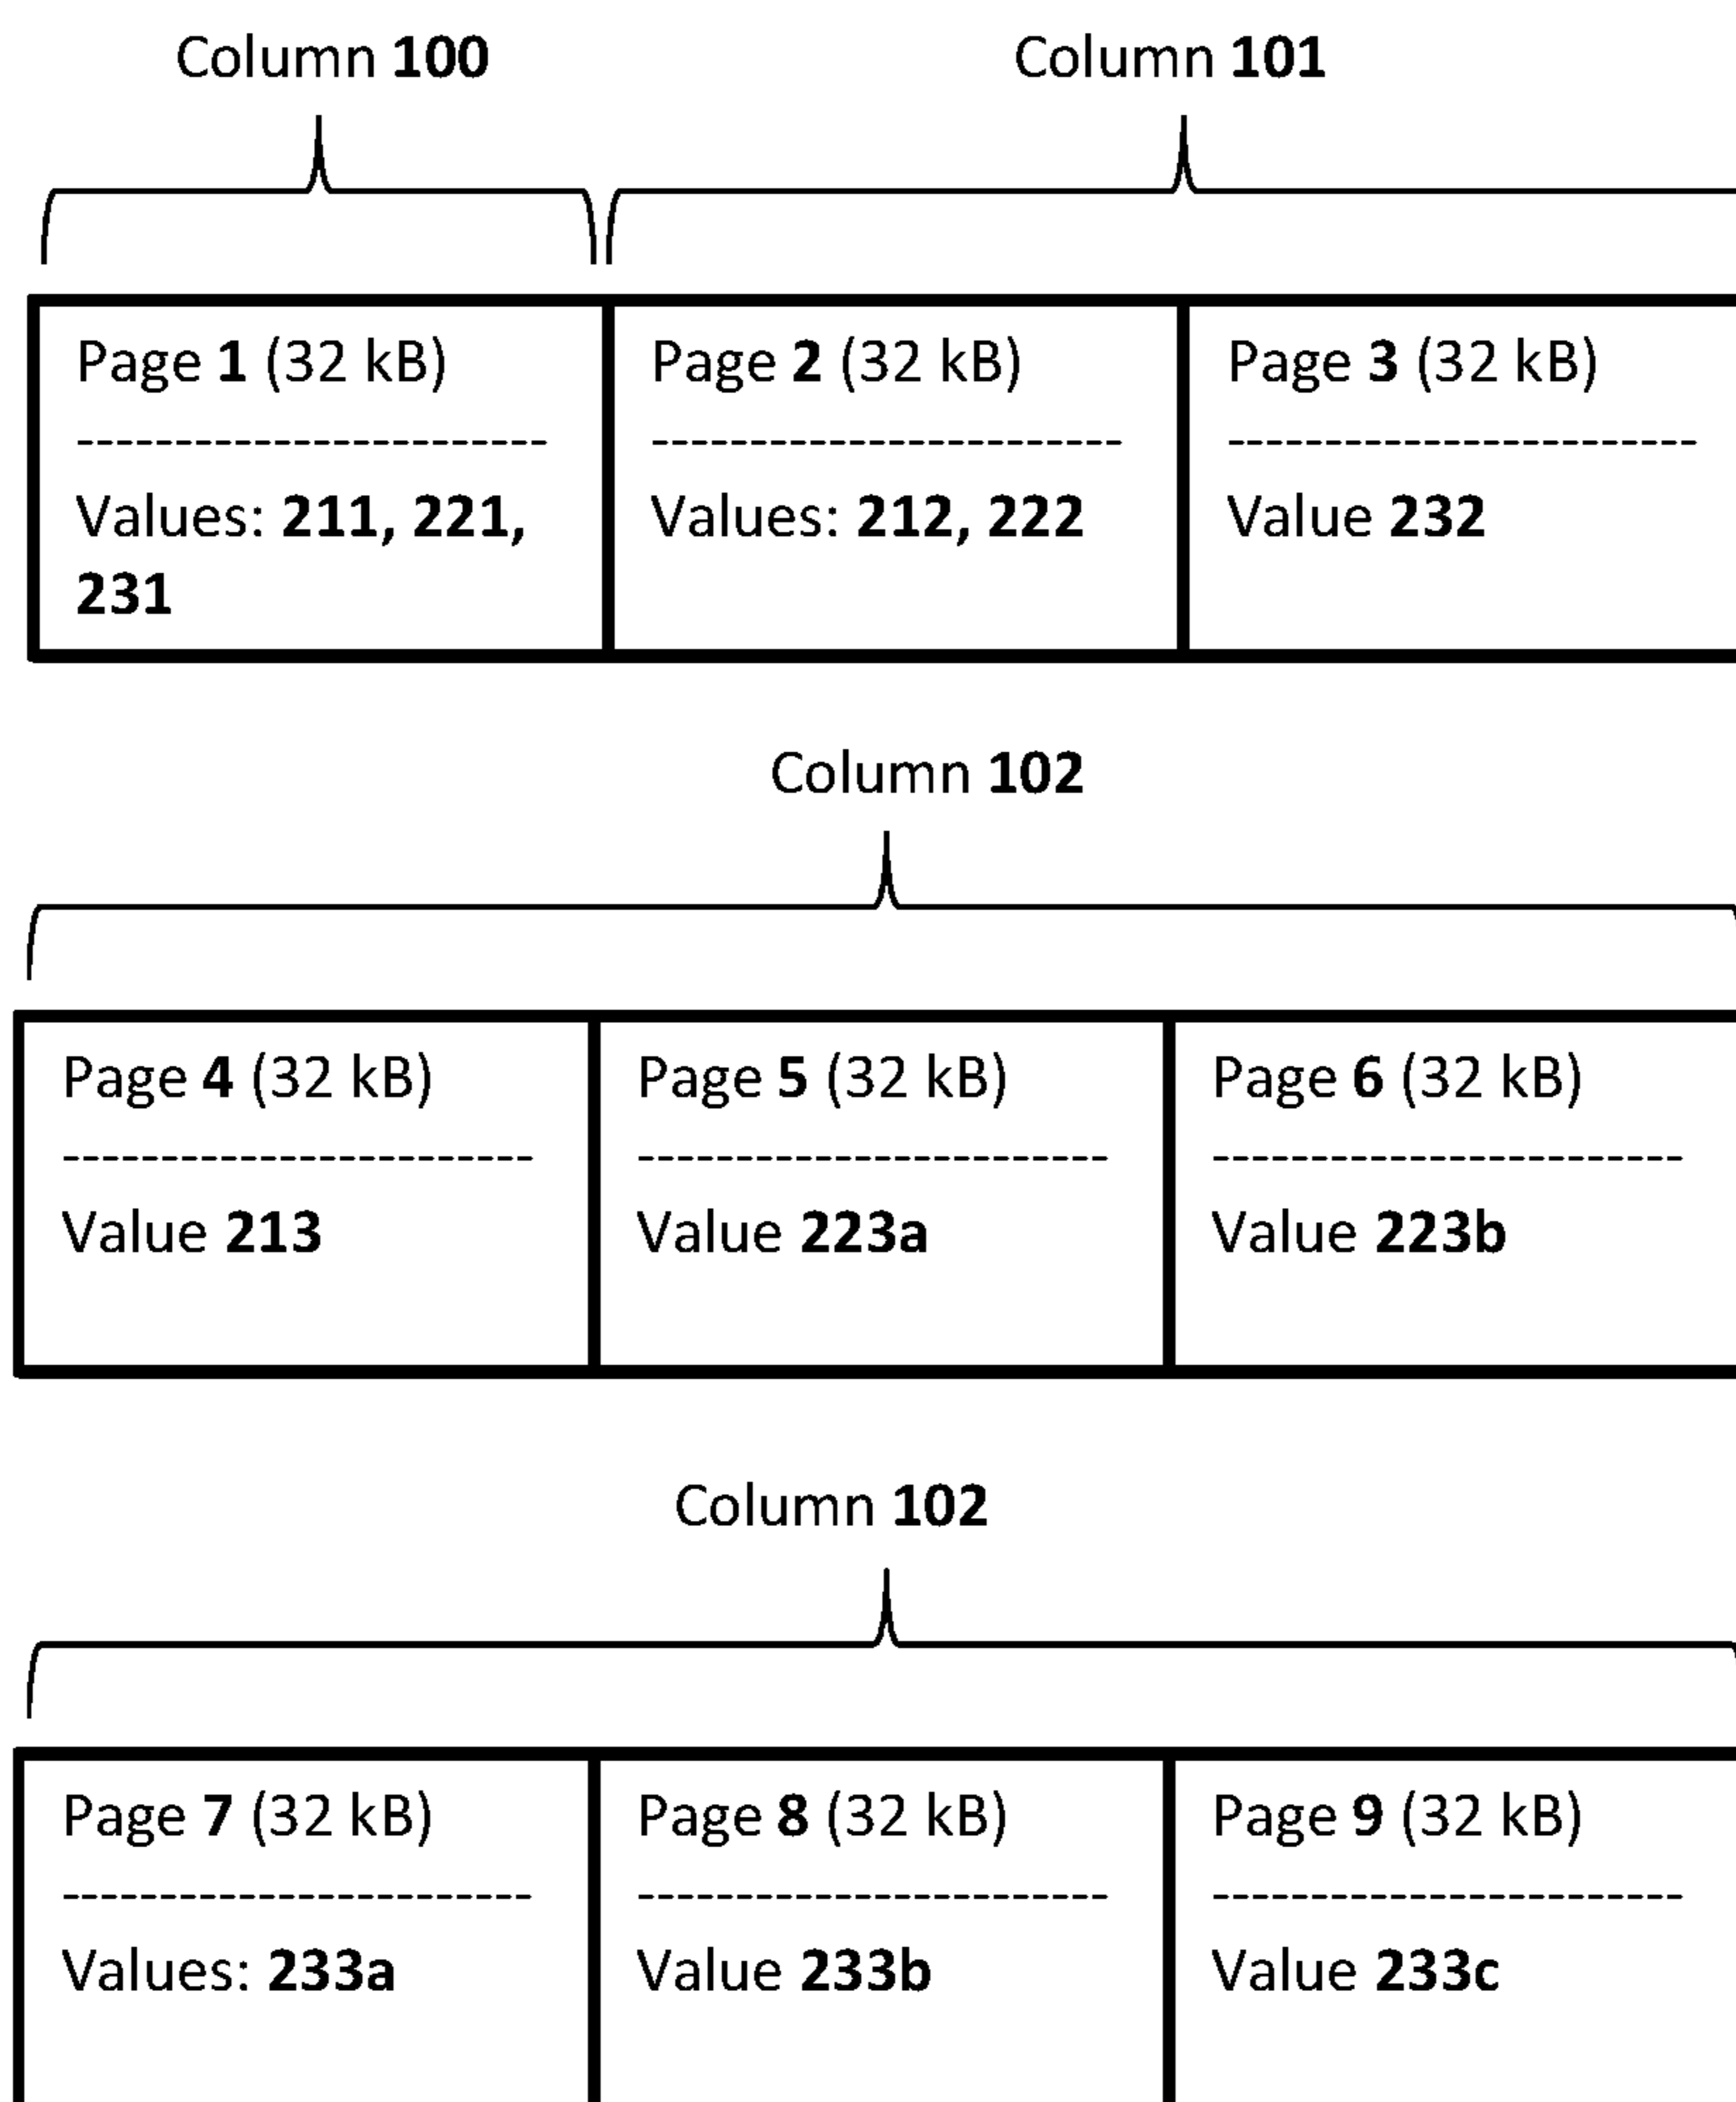 Column 100
Column 101
Page 1 (32 kB)
------------------------
Values: 211, 221,
231
Page 2 (32 kB)
------------------------
Values: 212, 222
Page 3 (32 kB)
------------------------
Value 232
Column 102
Page 4 (32 kB)
------------------------
Value 213
Page 5 (32 kB)
------------------------
Value 223a
Page 6 (32 kB)
------------------------
Value 223b
Column 102
Page 7 (32 kB)
------------------------
Values: 233a
Page 8 (32 kB)
------------------------
Value 233b
Page 9 (32 kB)
------------------------
Value 233c